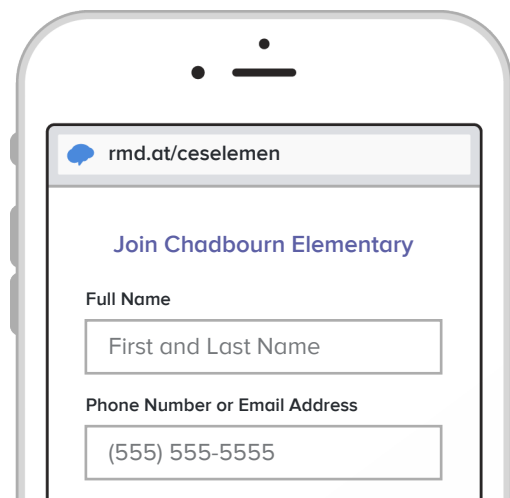 rmd.at/ceselemen
Join Chadbourn Elementary
Full Name
First and Last Name
Phone Number or Email Address
(555) 555-5555